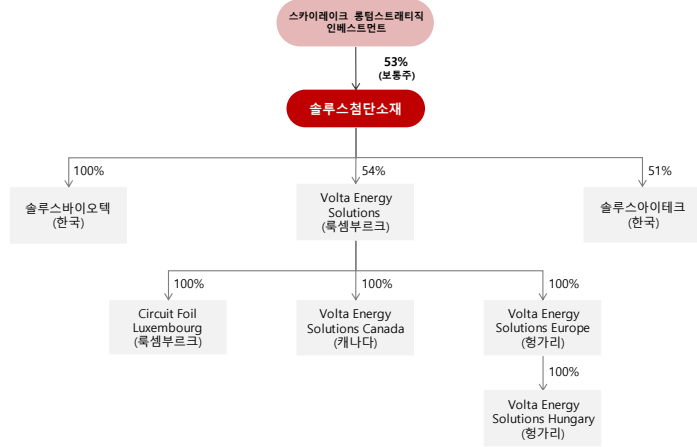 스카이레이크 롱텀스트래티직
인베스트먼트
53%
(보통주)
솔루스첨단소재
100%
54%
51%
솔루스바이오텍
(한국)
Volta Energy
Solutions
(룩셈부르크)
솔루스아이테크
(한국)
100%
100%
100%
Circuit Foil
Luxembourg
(룩셈부르크)
Volta Energy
Solutions Canada
(캐나다)
Volta Energy
Solutions Europe
(헝가리)
100%
Volta Energy
Solutions Hungary
(헝가리)